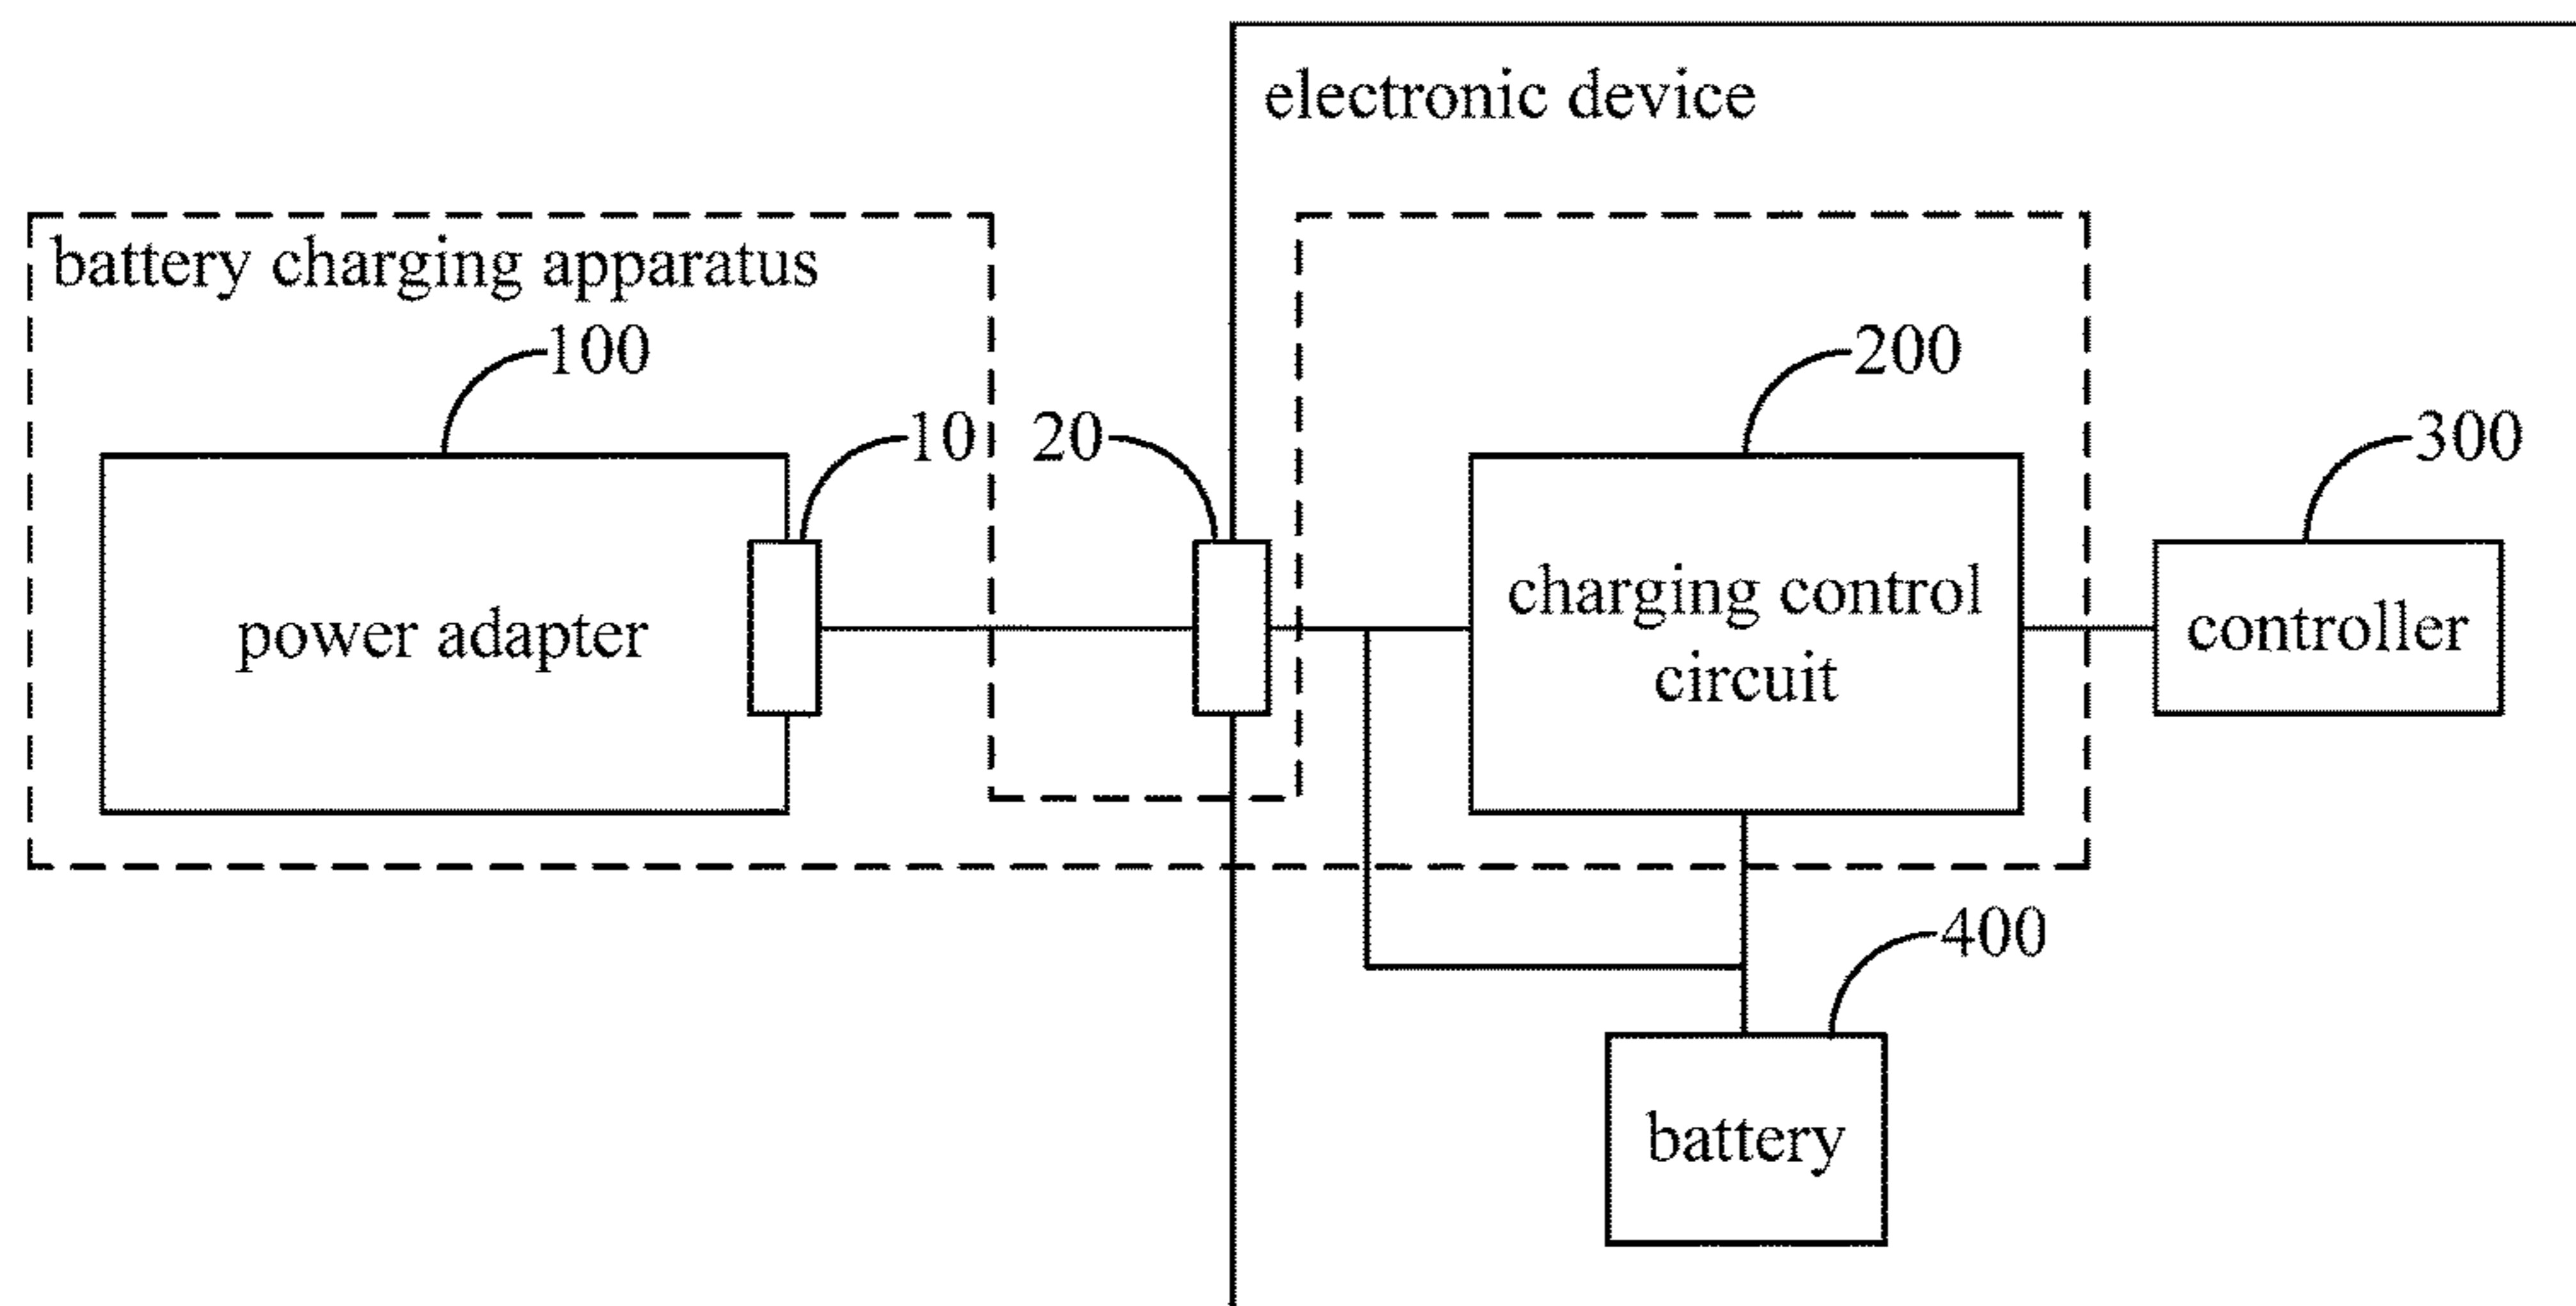 electronic device
battery charging apparatus
100
200
10
20
300
power adapter
charging control
circuit
controller
400
battery